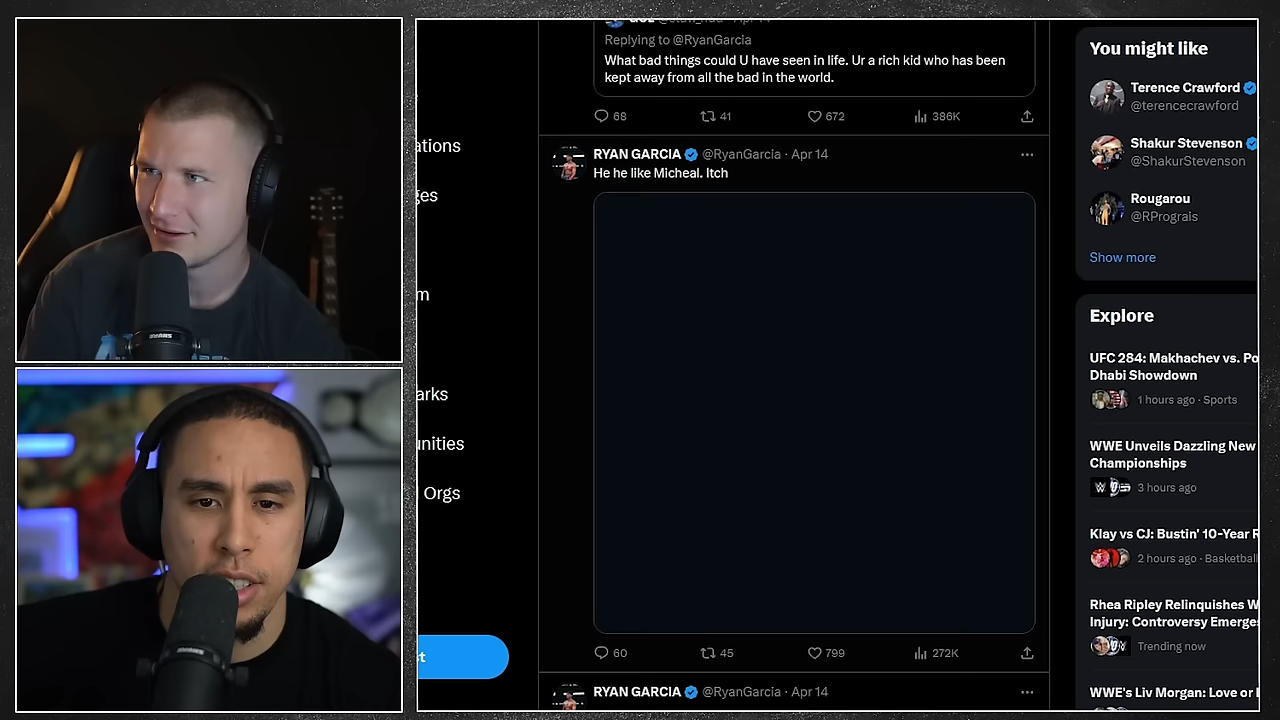 Replying to @RyanGarcia
What bad things could U have seen in life. Ur a rich kid who has been
kept away from all the bad in the world.
68 41 672 386K
RYAN GARCIA @RyanGarcia · Apr 14
He he like Micheal. Itch
60 45 799 272K
RYAN GARCIA @RyanGarcia · Apr 14
ations
ges
m
arks
unities
Orgs
t
You might like
Terence Crawford
@terencecrawford
Shakur Stevenson
@ShakurStevenson
Rougarou
@RPrograis
Show more
Explore
UFC 284: Makhachev vs. Po
Dhabi Showdown
1 hours ago · Sports
WWE Unveils Dazzling New
Championships
3 hours ago
Klay vs CJ: Bustin' 10-Year R
2 hours ago · Basketball
Rhea Ripley Relinquishes W
Injury: Controversy Emerge
Trending now
WWE's Liv Morgan: Love or